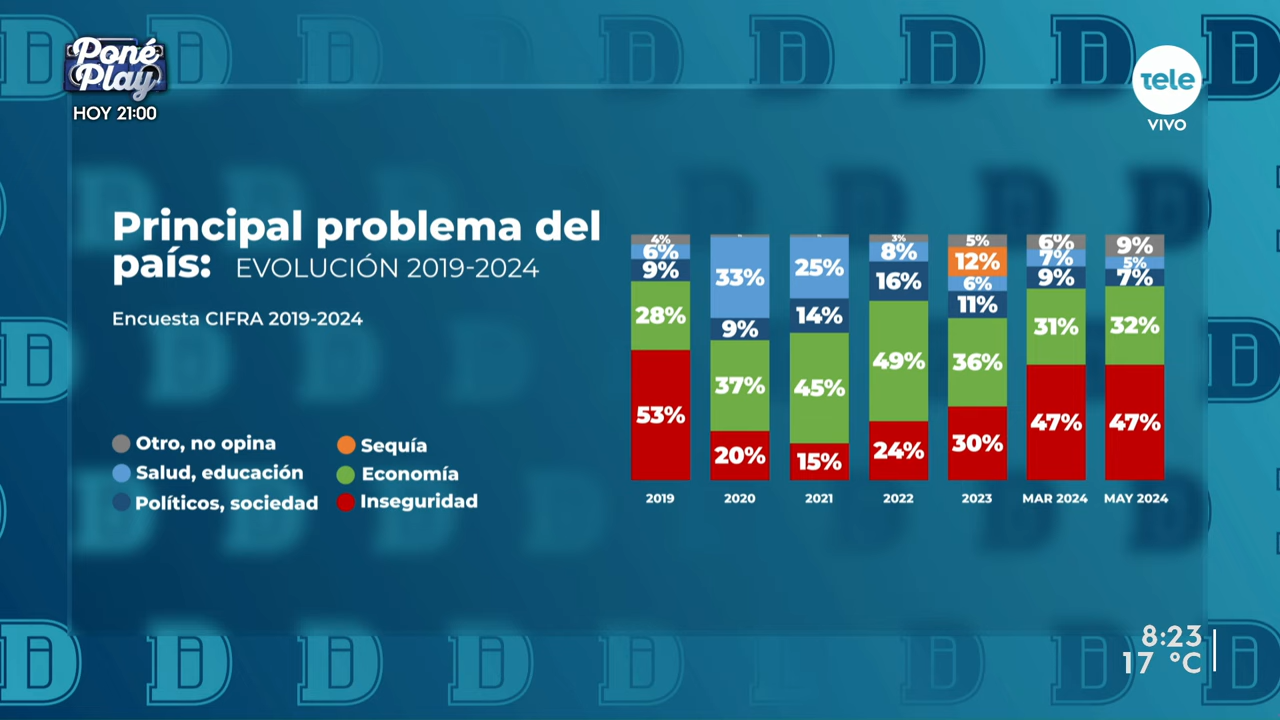 Poné
Play
HOY 21:00
tele
VIVO
Principal problema del
país: EVOLUCIÓN 2019-2024
Encuesta CIFRA 2019-2024
Otro, no opina
Salud, educación
Políticos, sociedad
Sequía
Economía
Inseguridad
4%
6%
9%
28%
53%
2019
33%
9%
37%
20%
2020
25%
14%
45%
15%
2021
3%
8%
16%
49%
24%
2022
5%
12%
6%
11%
36%
30%
2023
6%
7%
9%
31%
47%
MAR 2024
9%
5%
7%
32%
47%
MAY 2024
8:23
17 °C